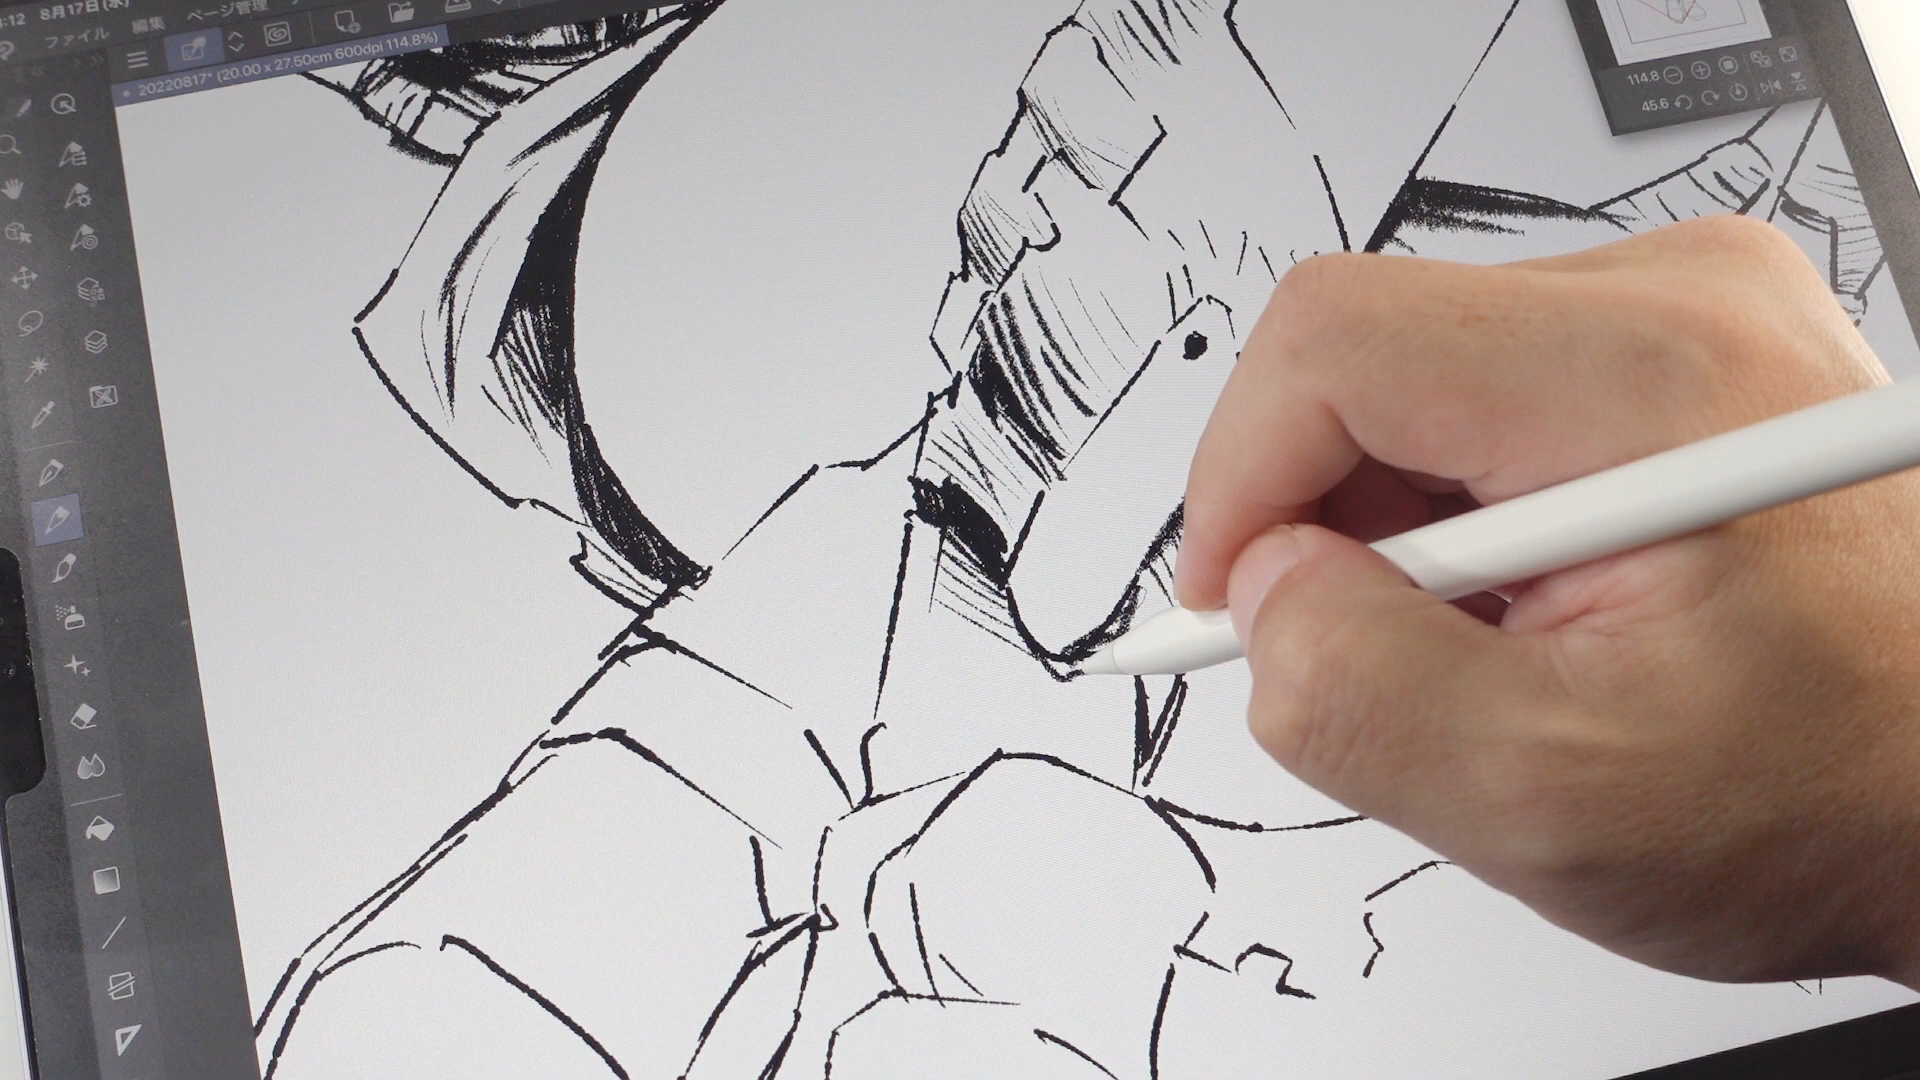 :12 8月17日(水)
ファイル 編集 ページ管理
20220817* (20.00 x 27.50cm 600dpi 114.8%)
114.8
45.6